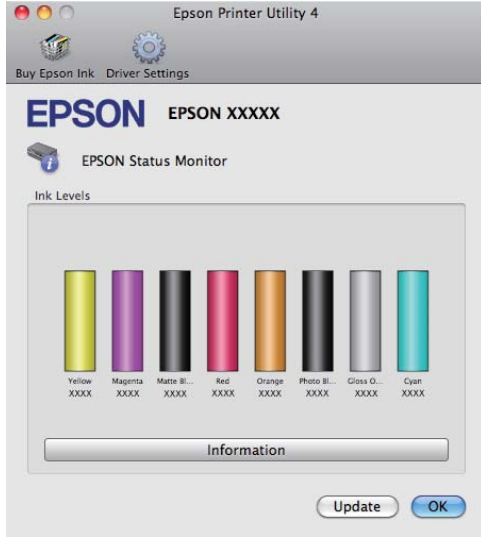 Epson Printer Utility 4
Buy Epson Ink Driver Settings
EPSON EPSON XXXXX
EPSON Status Monitor
Ink Levels
Yellow Magenta Matte Bl... Red Orange Photo Bl... Gloss O... Cyan
XXXX XXXX XXXX XXXX XXXX XXXX XXXX XXXX
Information
Update OK